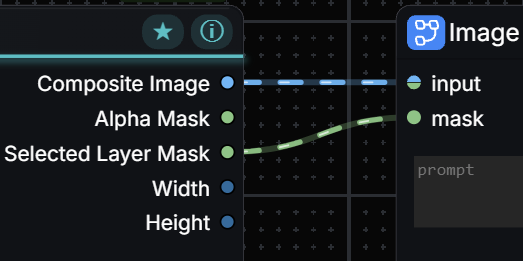 Image
Composite Image
input
Alpha Mask
mask
Selected Layer Mask
prompt
Width
Height